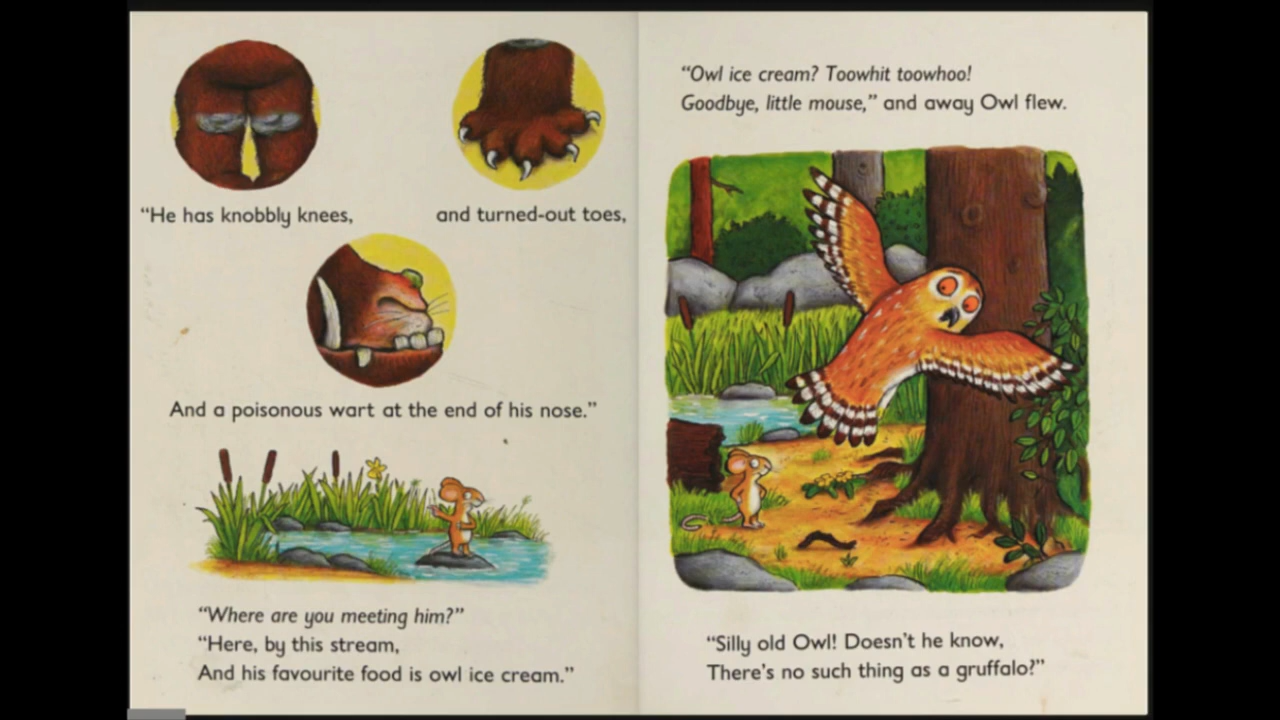 “He has knobbly knees,
and turned-out toes,
And a poisonous wart at the end of his nose.”
“Where are you meeting him?”
“Here, by this stream,
And his favourite food is owl ice cream.”
“Owl ice cream? Toowhit toowhoo!
Goodbye, little mouse,” and away Owl flew.
“Silly old Owl! Doesn’t he know,
There’s no such thing as a gruffalo?”